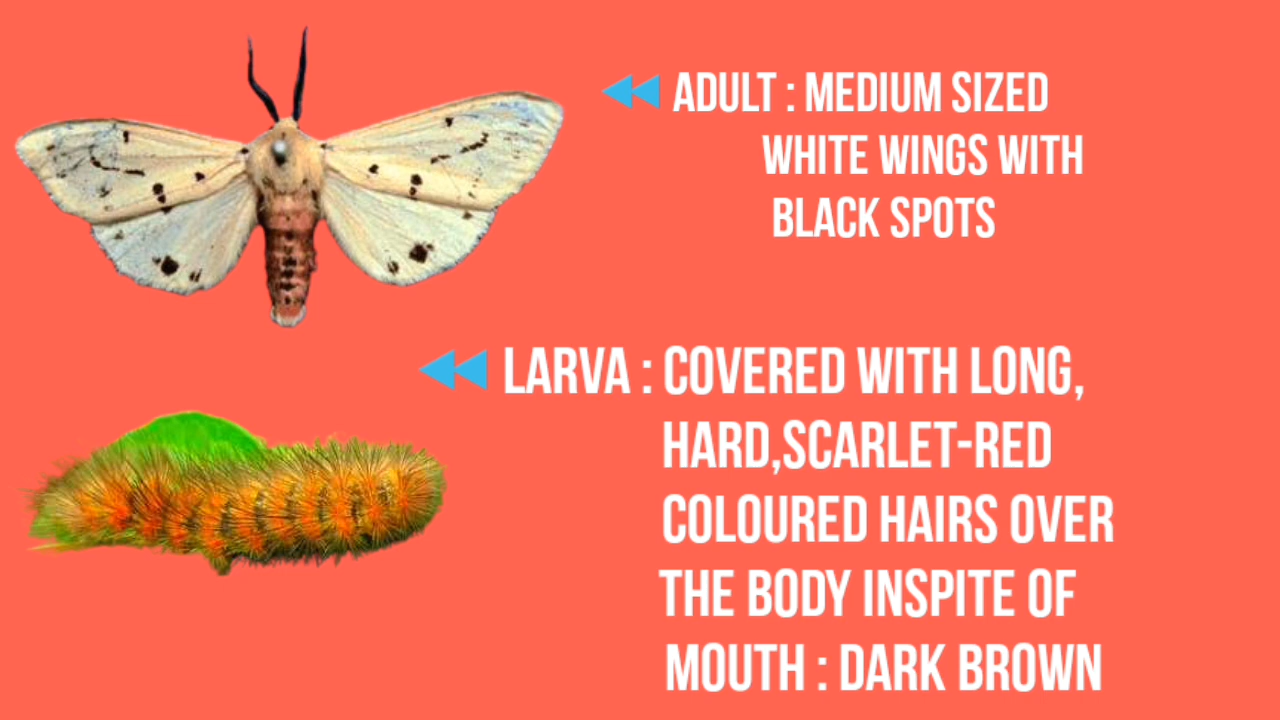 ADULT : MEDIUM SIZED
WHITE WINGS WITH
BLACK SPOTS
LARVA : COVERED WITH LONG,
HARD,SCARLET-RED
COLOURED HAIRS OVER
THE BODY INSPITE OF
MOUTH : DARK BROWN